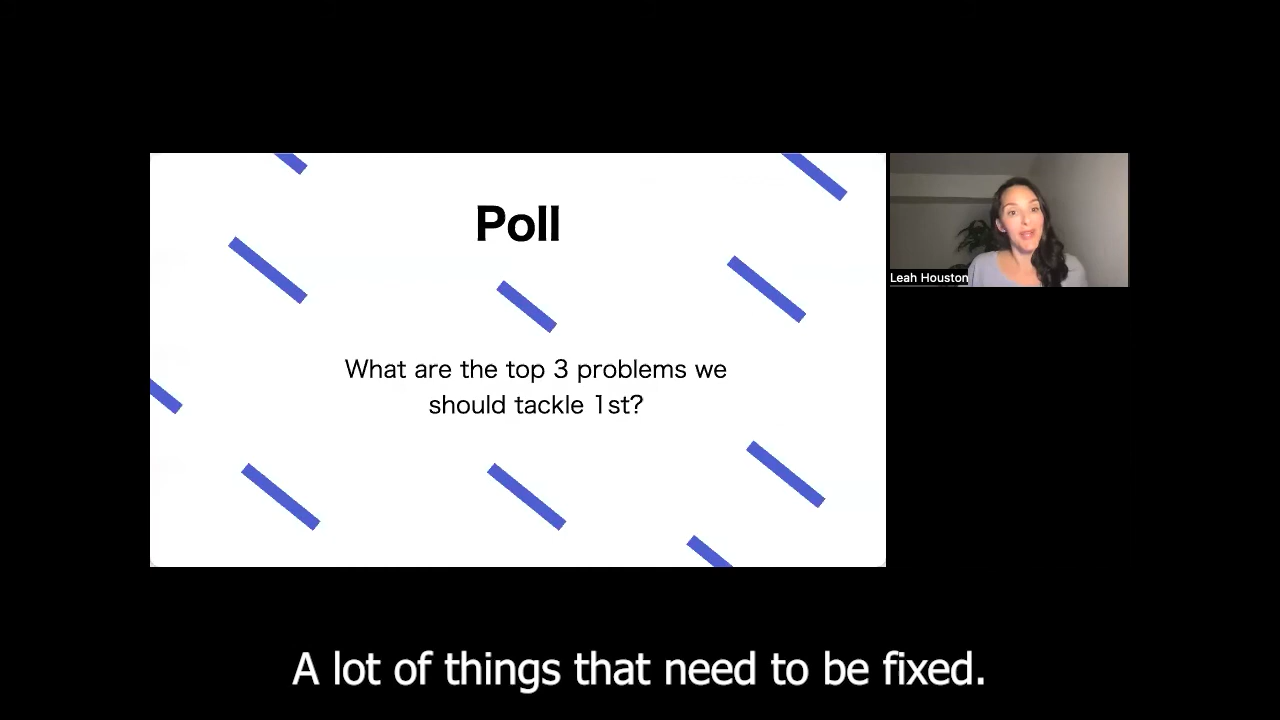 Poll
What are the top 3 problems we
should tackle 1st?
Leah Houston
A lot of things that need to be fixed.